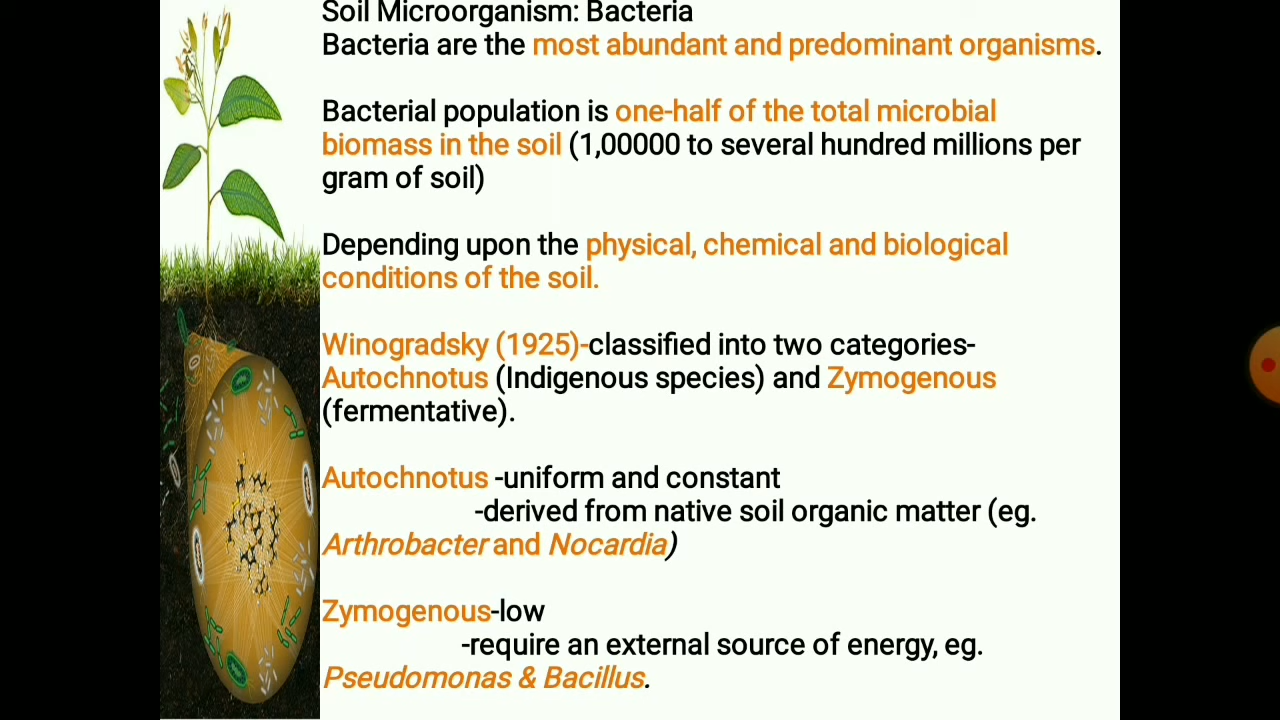 Soil Microorganism: Bacteria
Bacteria are the most abundant and predominant organisms.
Bacterial population is one-half of the total microbial
biomass in the soil (1,00000 to several hundred millions per
gram of soil)
Depending upon the physical, chemical and biological
conditions of the soil.
Winogradsky (1925)-classified into two categories-
Autochnotus (Indigenous species) and Zymogenous
(fermentative).
Autochnotus -uniform and constant
-derived from native soil organic matter (eg.
Arthrobacter and Nocardia)
Zymogenous-low
-require an external source of energy, eg.
Pseudomonas & Bacillus.